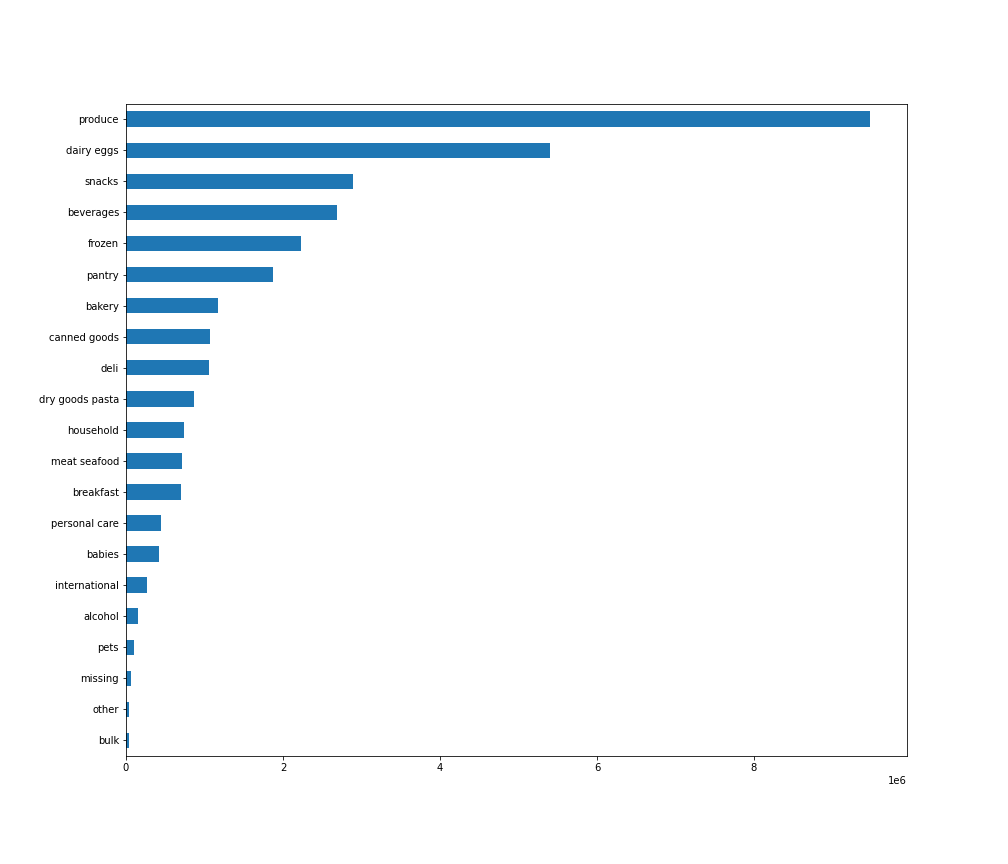 produce
dairy eggs
snacks
beverages
frozen
pantry
bakery
canned goods
deli
dry goods pasta
household
meat seafood
breakfast
personal care
babies
international
alcohol
pets
missing
other
bulk
0 2 4 6 8
1e6